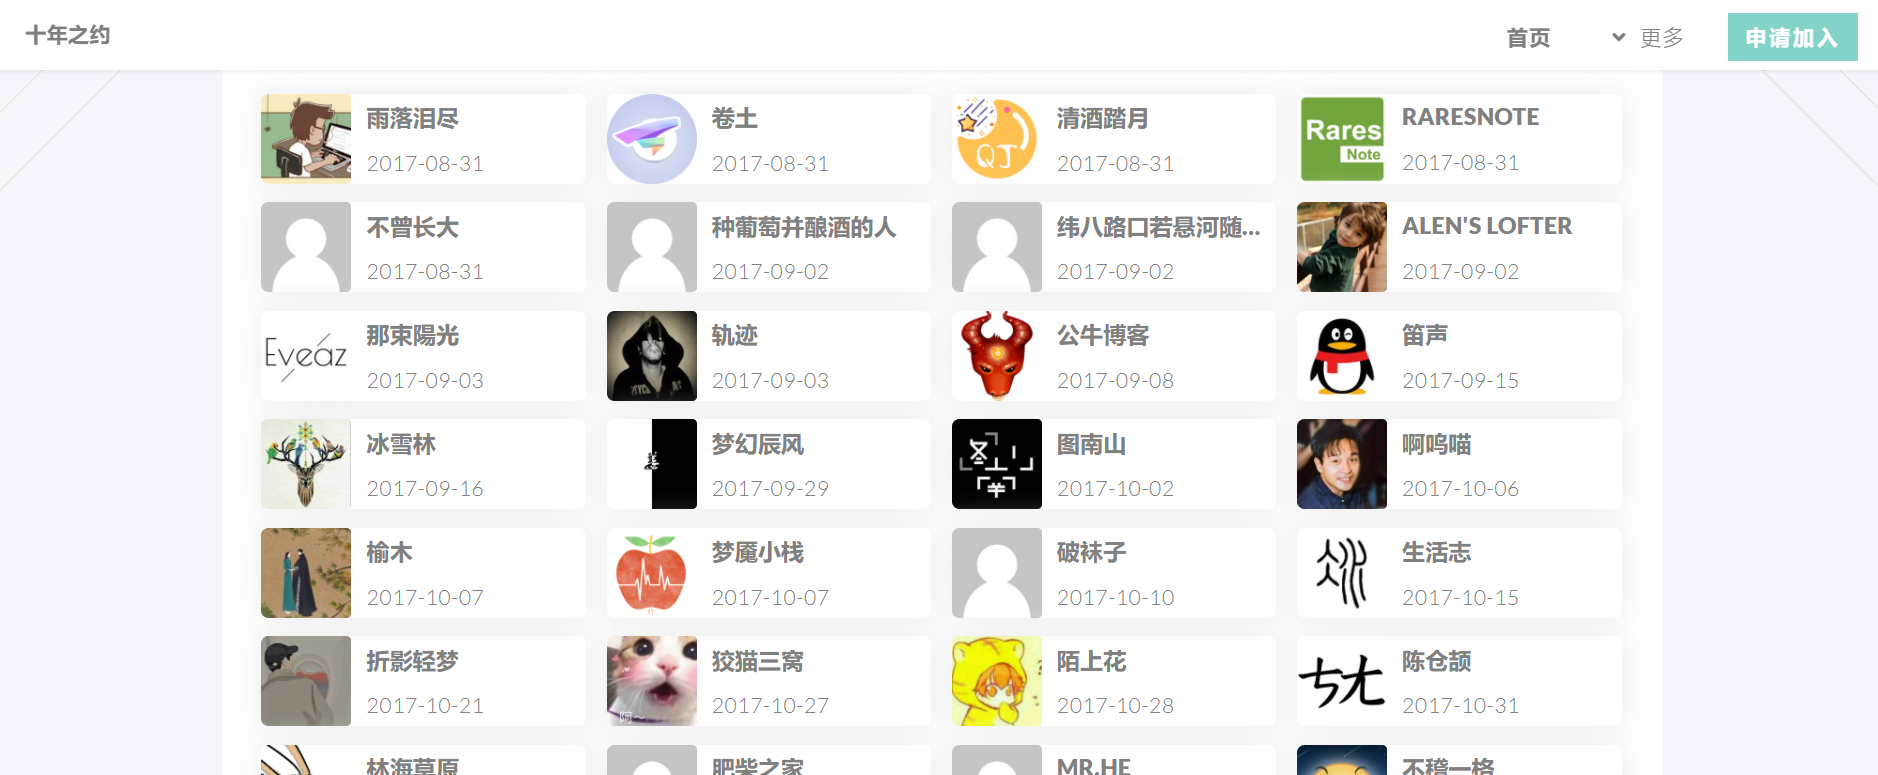 十年之约
首页
更多
申请加入
雨落泪尽
2017-08-31
卷土
2017-08-31
QJ
清酒踏月
2017-08-31
Rares
Note
RARESNOTE
2017-08-31
不曾长大
2017-08-31
种葡萄并酿酒的人
2017-09-02
纬八路口若悬河随...
2017-09-02
ALEN'S LOFTER
2017-09-02
Eveáz
那束陽光
2017-09-03
轨迹
2017-09-03
公牛博客
2017-09-08
笛声
2017-09-15
冰雪林
2017-09-16
梦幻辰风
2017-09-29
图南山
2017-10-02
啊呜喵
2017-10-06
榆木
2017-10-07
梦魇小栈
2017-10-07
破袜子
2017-10-10
生活志
2017-10-15
折影轻梦
2017-10-21
阿~
狡猫三窝
2017-10-27
陌上花
2017-10-28
陈仓颉
2017-10-31
林海草原
肥柴之家
MR.HE
不稽一格